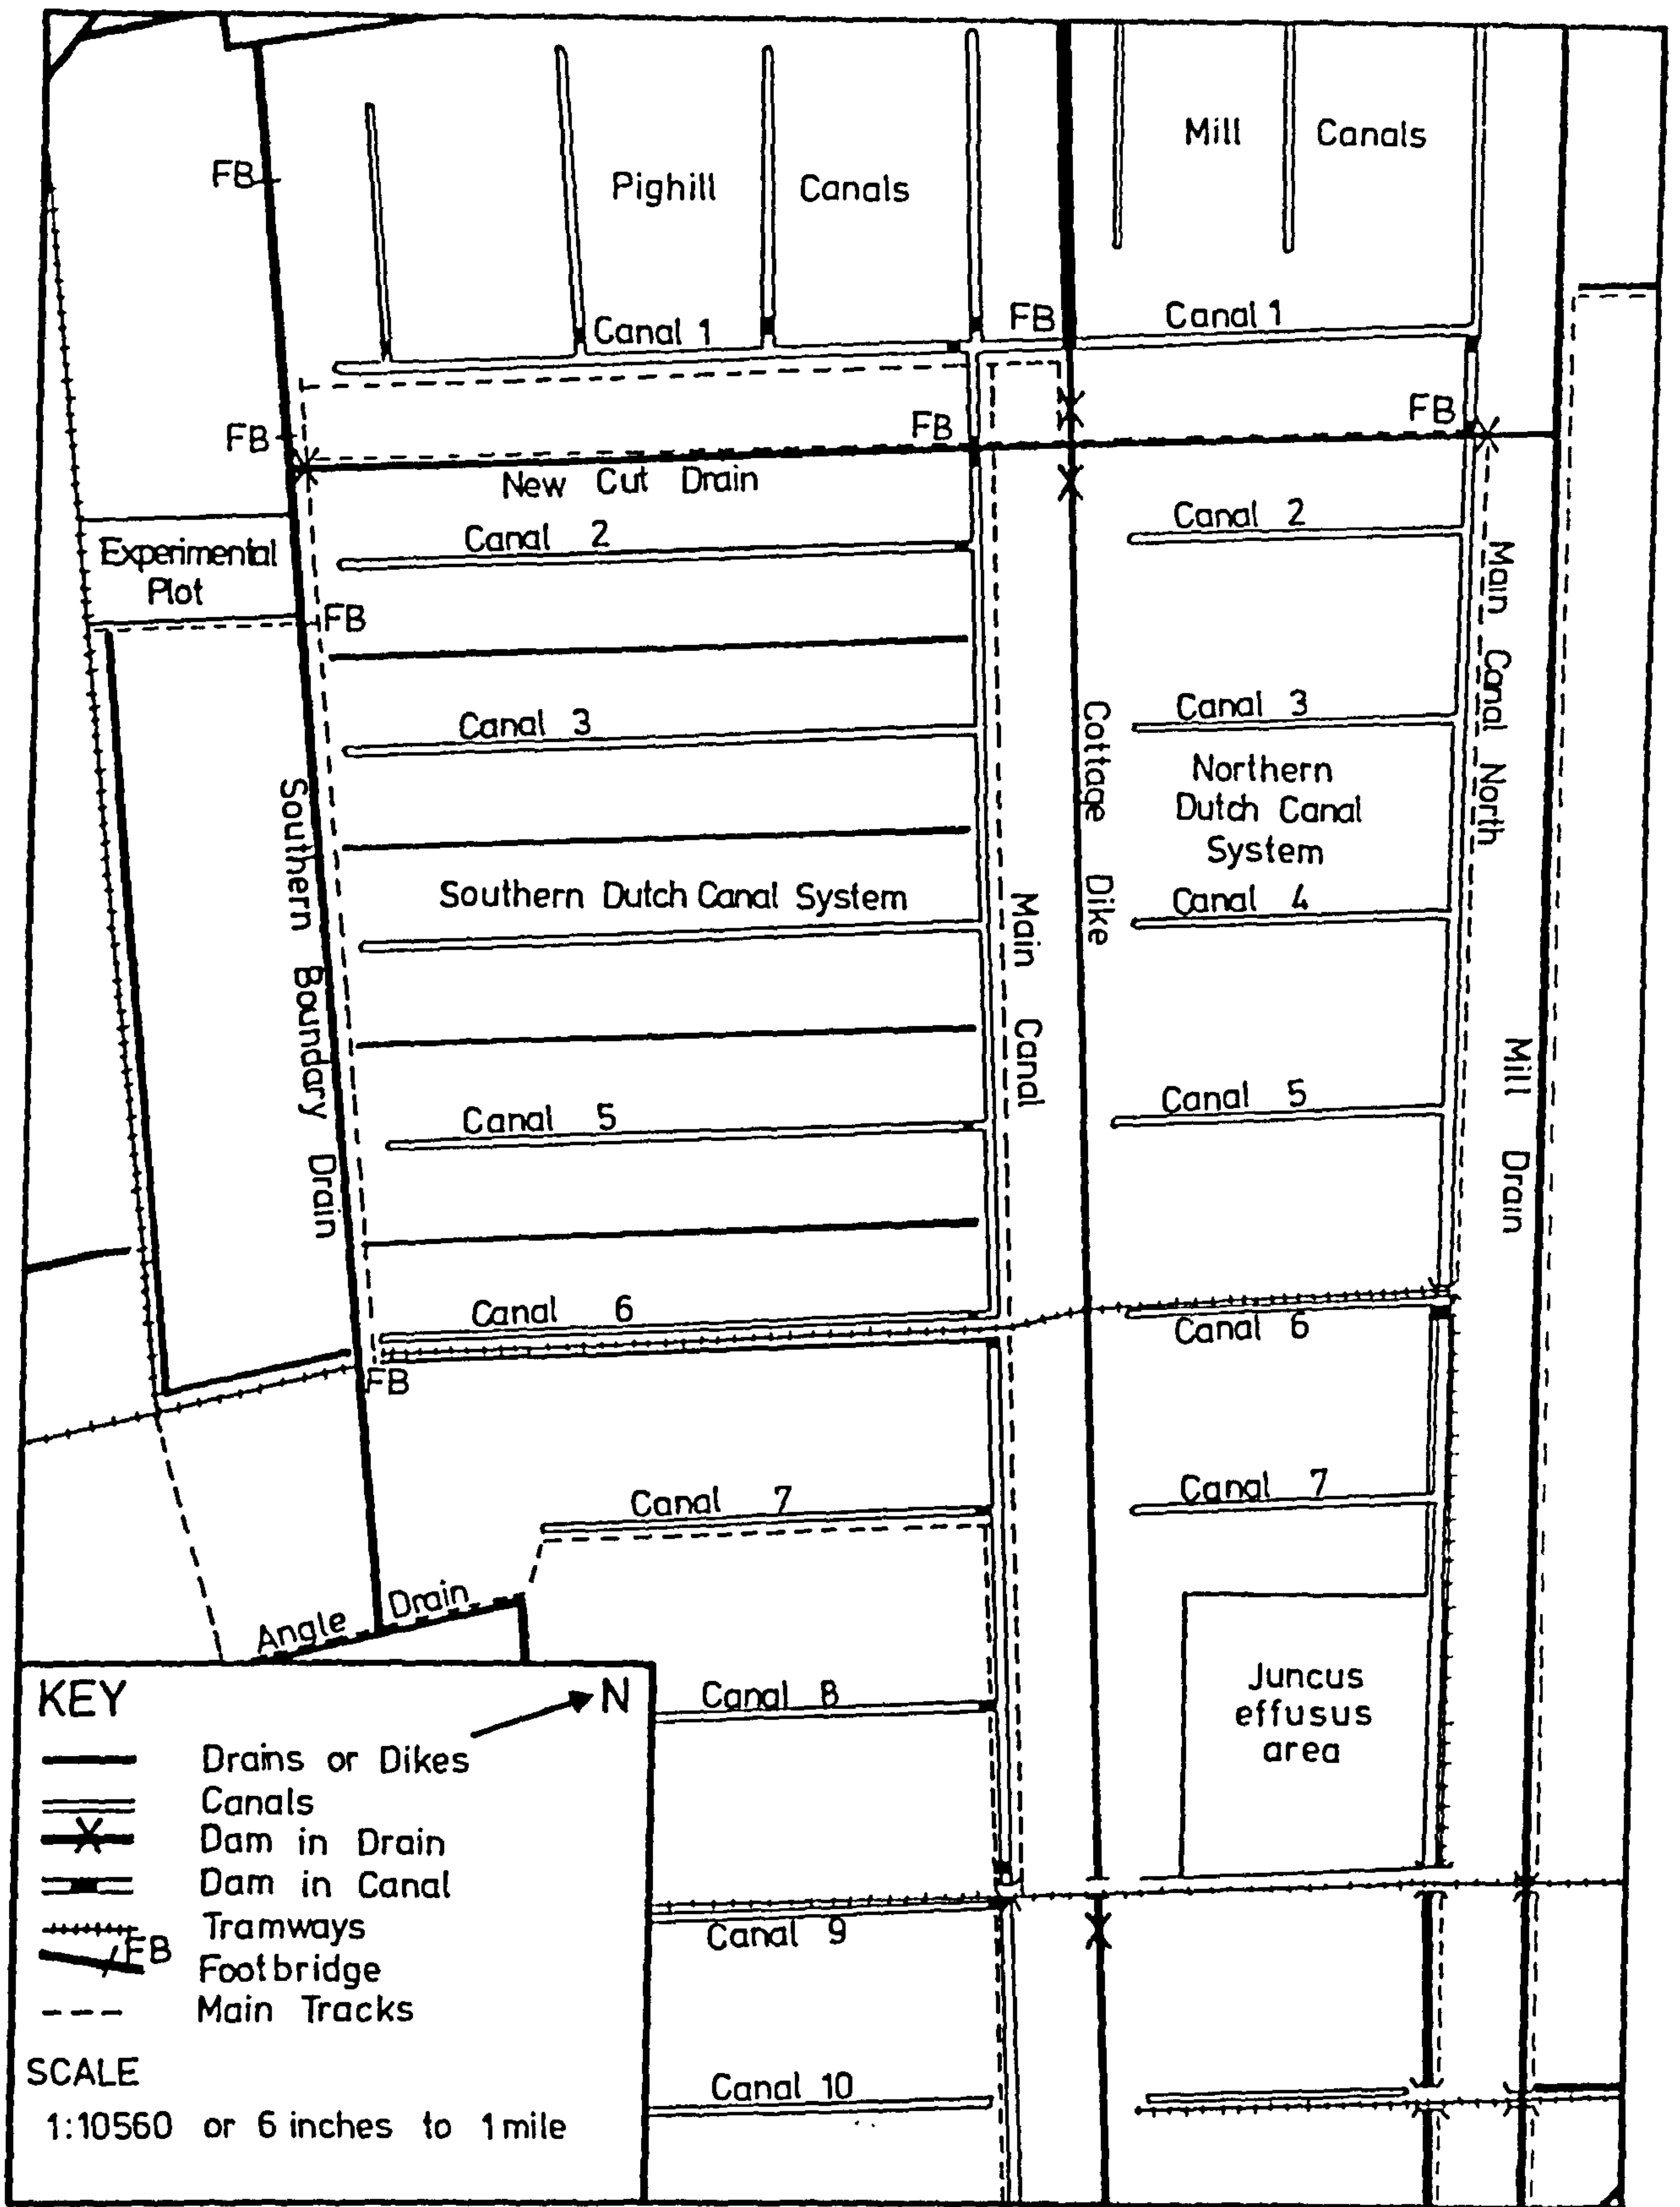 Mill Canals
FB
Pighill Canals
FB
Canal 1
Canal 1
FB
FB
FB
New Cut Drain
Canal 2
Canal 2
Experimental
Plot
FB
Main Canal North
Canal 3
Canal 3
Cottage Dike
Northern
Dutch Canal
System
Southern Boundary Drain
Southern Dutch Canal System
Main Canal
Canal 4
Mill Drain
Canal 5
Canal 5
Canal 6
Canal 6
FB
Canal 7
Canal 7
Angle Drain
Juncus
effusus
area
KEY
N
Canal 8
Drains or Dikes
Canals
Dam in Drain
Dam in Canal
Tramways
FB
Footbridge
Main Tracks
Canal 9
SCALE
1:10560 or 6 inches to 1 mile
Canal 10